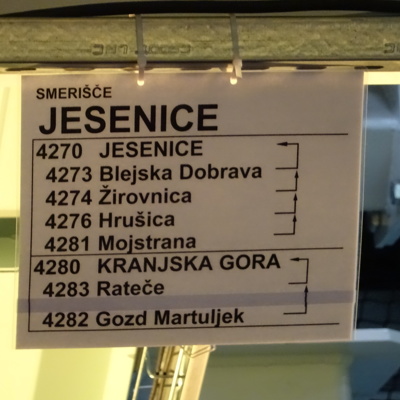 SMERIŠČE
JESENICE
4270 JESENICE
4273 Blejska Dobrava
4274 Žirovnica
4276 Hrušica
4281 Mojstrana
4280 KRANJSKA GORA
4283 Rateče
4282 Gozd Martuljek